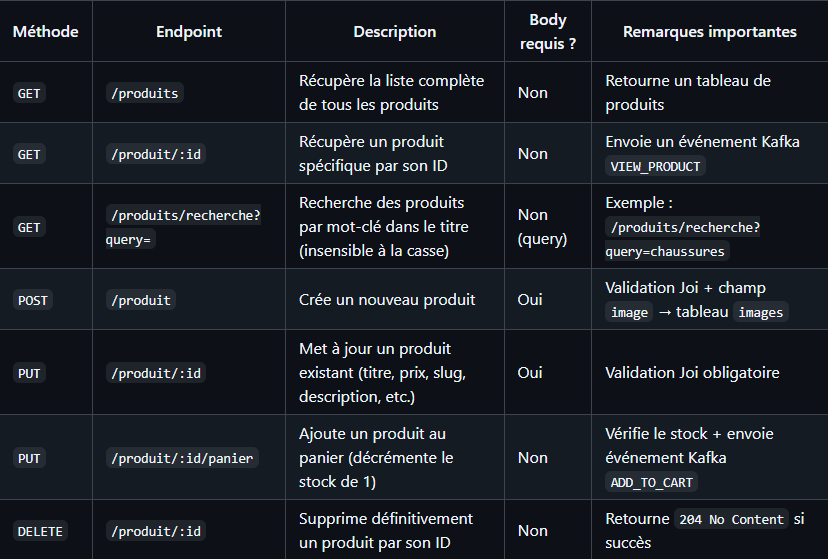 Méthode Endpoint Description Body requis ? Remarques importantes
GET /produits Récupère la liste complète de tous les produits Non Retourne un tableau de produits
GET /produit/:id Récupère un produit spécifique par son ID Non Envoie un événement Kafka VIEW_PRODUCT
GET /produits/recherche?query= Recherche des produits par mot-clé dans le titre (insensible à la casse) Non (query) Exemple : /produits/recherche?query=chaussures
POST /produit Crée un nouveau produit Oui Validation Joi + champ image → tableau images
PUT /produit/:id Met à jour un produit existant (titre, prix, slug, description, etc.) Oui Validation Joi obligatoire
PUT /produit/:id/panier Ajoute un produit au panier (décrémente le stock de 1) Non Vérifie le stock + envoie événement Kafka ADD_TO_CART
DELETE /produit/:id Supprime définitivement un produit par son ID Non Retourne 204 No Content si succès